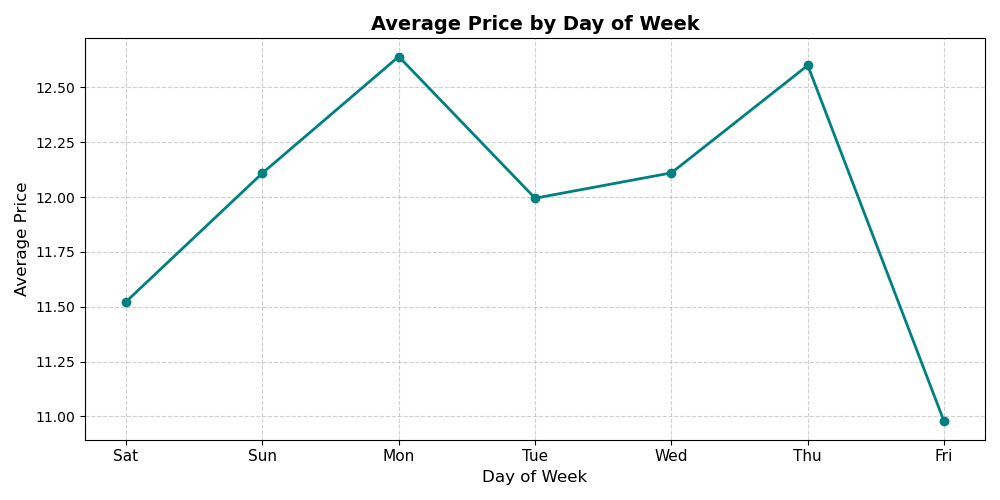 Average Price by Day of Week
Average Price
12.50
12.25
12.00
11.75
11.50
11.25
11.00
Sat Sun Mon Tue Wed Thu Fri
Day of Week